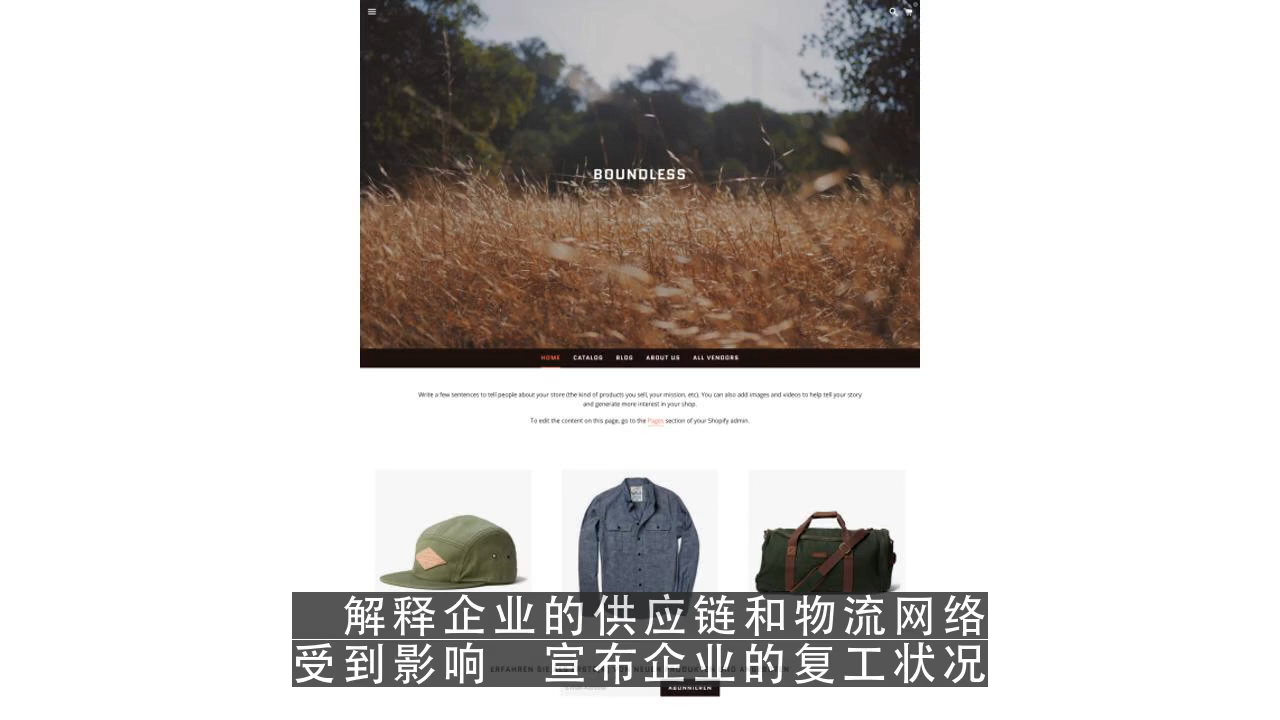 BOUNDLESS
HOME CATALOG BLOG ABOUT US ALL VENDORS
Write a few sentences to tell people about your store (the kind of products you sell, your mission, etc). You can also add images and videos to help tell your story
and generate more interest in your shop.
To edit the content on this page, go to the Pages section of your Shopify admin.
解释企业的供应链和物流网络
受到影响 宣布企业的复工状况
ABONNIEREN